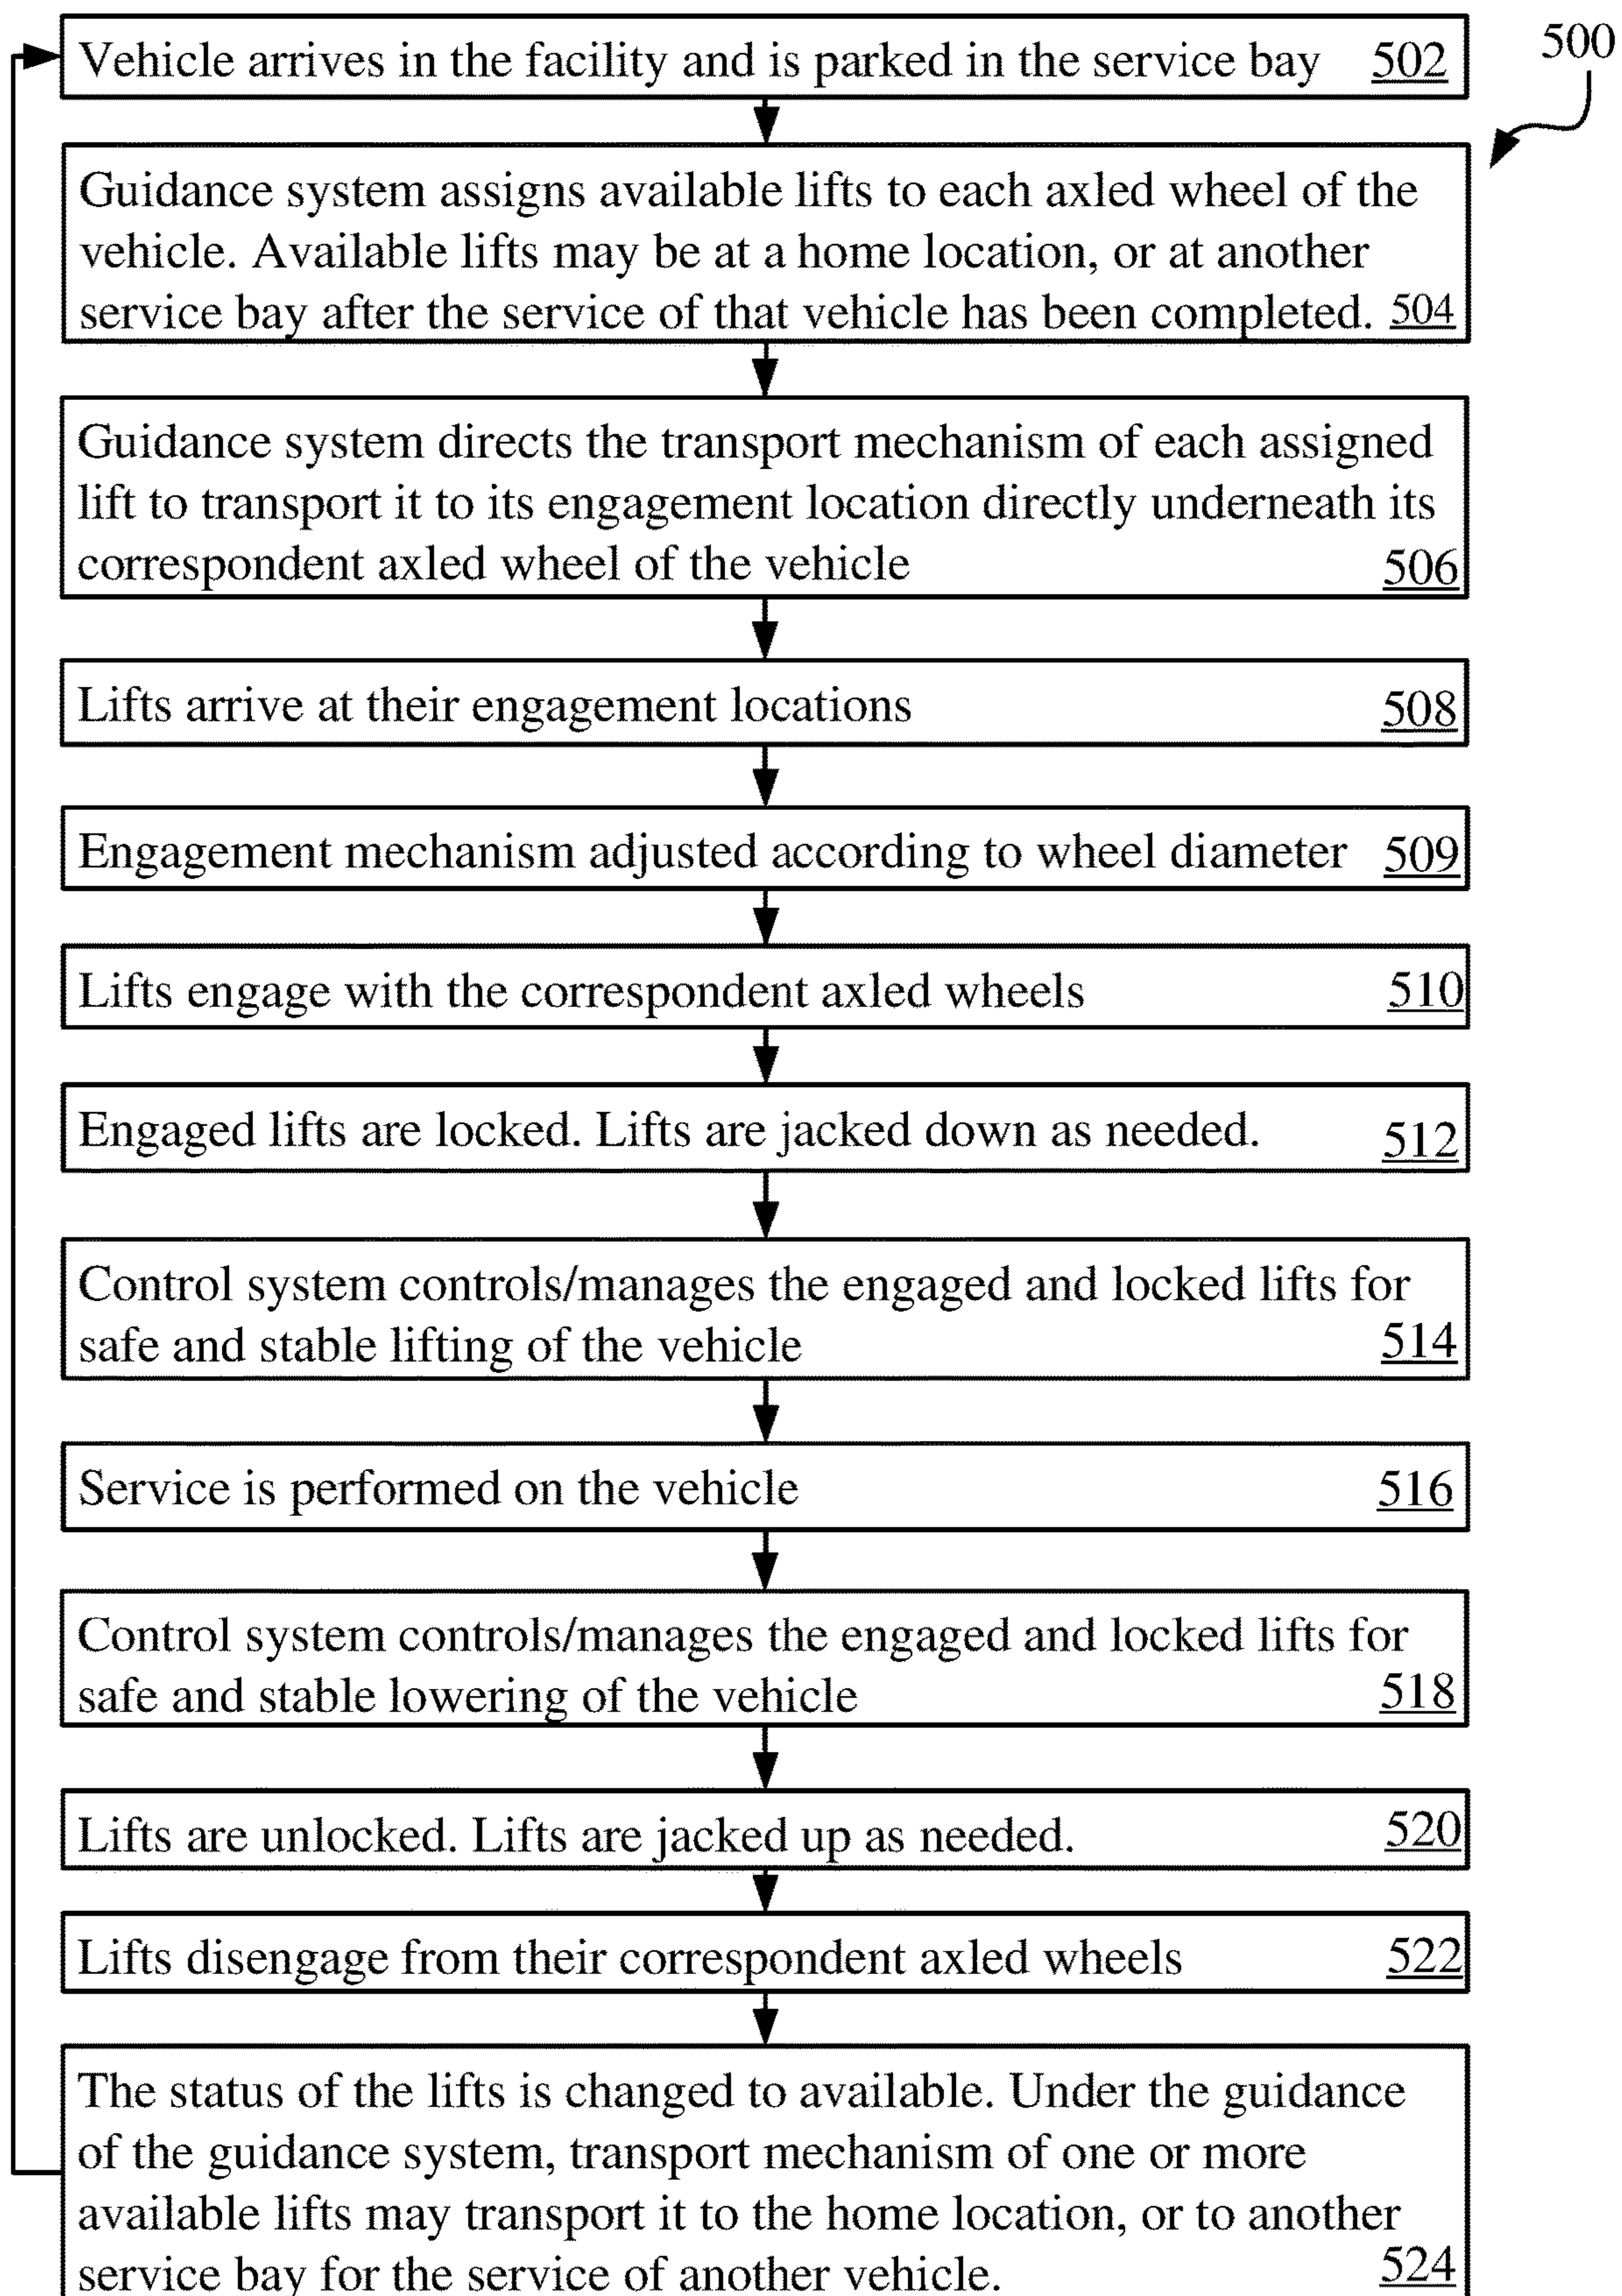 500
Vehicle arrives in the facility and is parked in the service bay 502
Guidance system assigns available lifts to each axled wheel of the
vehicle. Available lifts may be at a home location, or at another
service bay after the service of that vehicle has been completed. 504
Guidance system directs the transport mechanism of each assigned
lift to transport it to its engagement location directly underneath its
correspondent axled wheel of the vehicle 506
Lifts arrive at their engagement locations 508
Engagement mechanism adjusted according to wheel diameter 509
Lifts engage with the correspondent axled wheels 510
Engaged lifts are locked. Lifts are jacked down as needed. 512
Control system controls/manages the engaged and locked lifts for
safe and stable lifting of the vehicle 514
Service is performed on the vehicle 516
Control system controls/manages the engaged and locked lifts for
safe and stable lowering of the vehicle 518
Lifts are unlocked. Lifts are jacked up as needed. 520
Lifts disengage from their correspondent axled wheels 522
The status of the lifts is changed to available. Under the guidance
of the guidance system, transport mechanism of one or more
available lifts may transport it to the home location, or to another
service bay for the service of another vehicle. 524